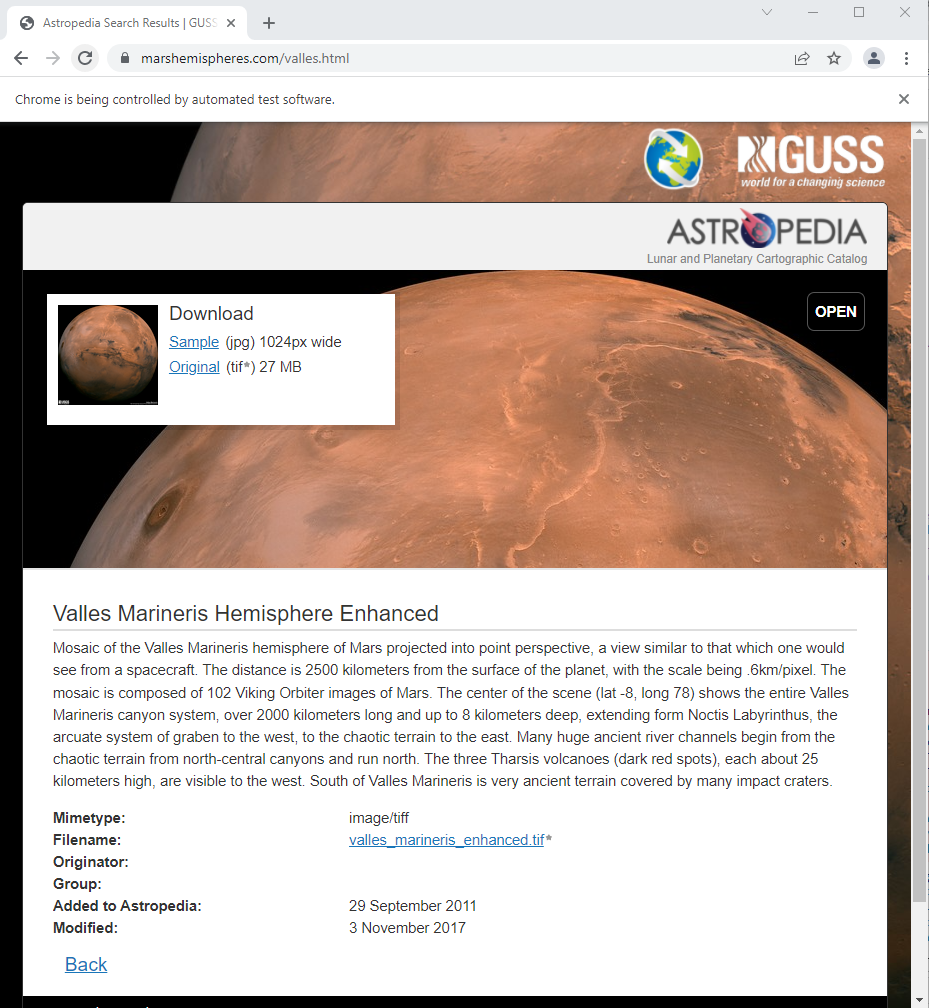 Astropedia Search Results | GUSS
marshemispheres.com/valles.html
Chrome is being controlled by automated test software.
GUSS
world for a changing science
ASTROPEDIA
Lunar and Planetary Cartographic Catalog
Download
Sample (jpg) 1024px wide
Original (tif*) 27 MB
OPEN
Valles Marineris Hemisphere Enhanced
Mosaic of the Valles Marineris hemisphere of Mars projected into point perspective, a view similar to that which one would
see from a spacecraft. The distance is 2500 kilometers from the surface of the planet, with the scale being .6km/pixel. The
mosaic is composed of 102 Viking Orbiter images of Mars. The center of the scene (lat -8, long 78) shows the entire Valles
Marineris canyon system, over 2000 kilometers long and up to 8 kilometers deep, extending form Noctis Labyrinthus, the
arcuate system of graben to the west, to the chaotic terrain to the east. Many huge ancient river channels begin from the
chaotic terrain from north-central canyons and run north. The three Tharsis volcanoes (dark red spots), each about 25
kilometers high, are visible to the west. South of Valles Marineris is very ancient terrain covered by many impact craters.
Mimetype: image/tiff
Filename: valles_marineris_enhanced.tif*
Originator:
Group:
Added to Astropedia: 29 September 2011
Modified: 3 November 2017
Back